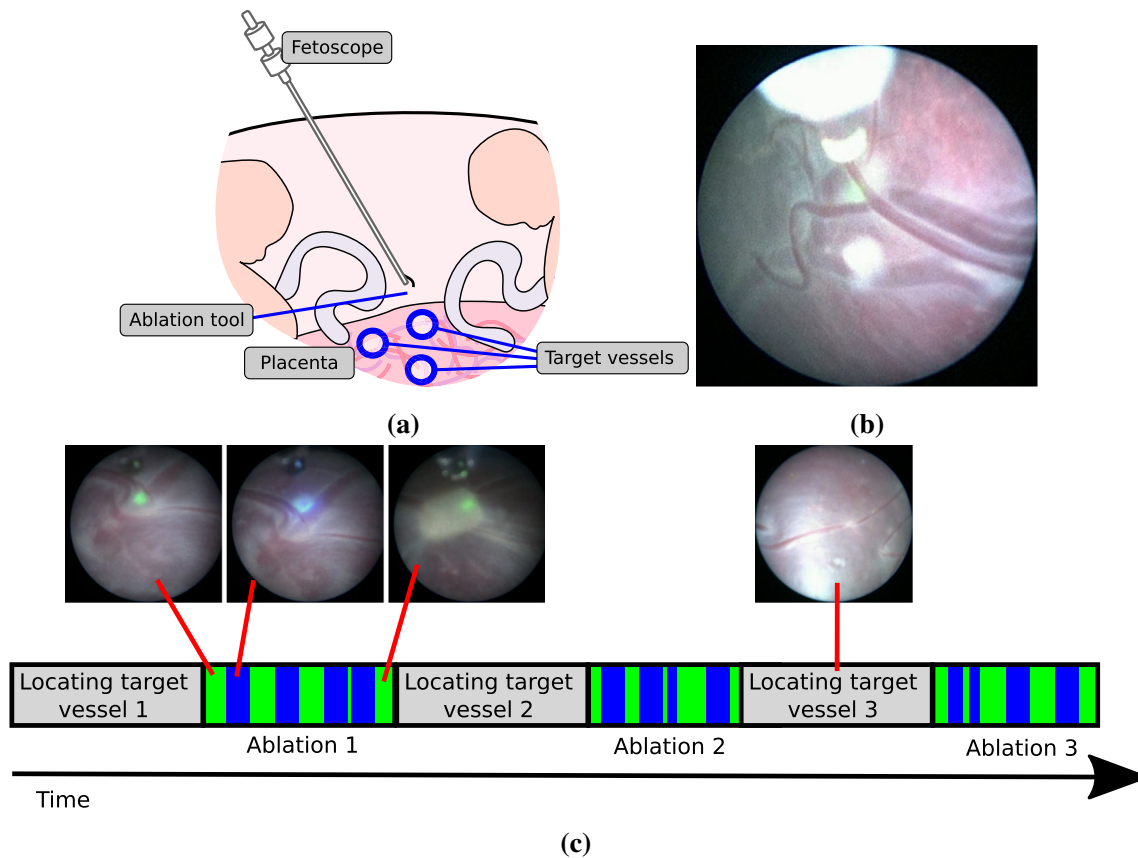 Fetoscope
Ablation tool
Placenta
Target vessels
(a)
(b)
Locating target
vessel 1
Locating target
vessel 2
Locating target
vessel 3
Ablation 1
Ablation 2
Ablation 3
Time
(c)